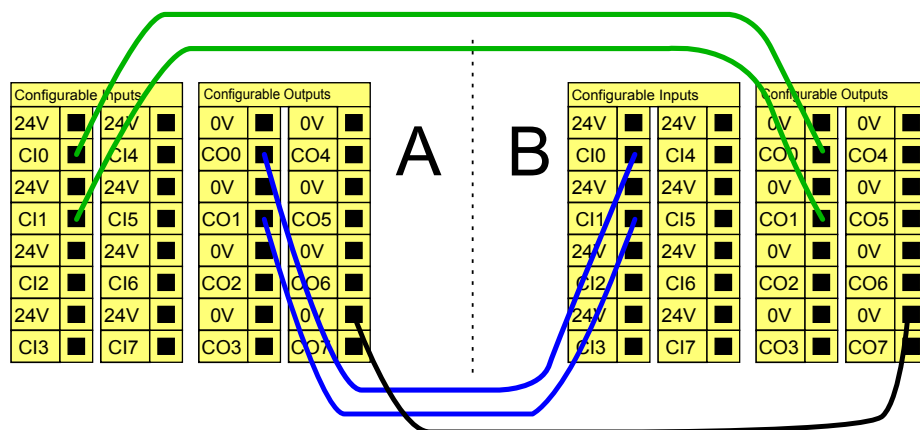 Configurable Inputs
24V 24V
CI0 CI4
24V 24V
CI1 CI5
24V 24V
CI2 CI6
24V 24V
CI3 CI7
Configurable Outputs
0V 0V
CO0 CO4
0V 0V
CO1 CO5
0V 0V
CO2 CO6
0V 0V
CO3 CO7
A
B
Configurable Inputs
24V 24V
CI0 CI4
24V 24V
CI1 CI5
24V 24V
CI2 CI6
24V 24V
CI3 CI7
Configurable Outputs
0V 0V
CO0 CO4
0V 0V
CO1 CO5
0V 0V
CO2 CO6
0V 0V
CO3 CO7